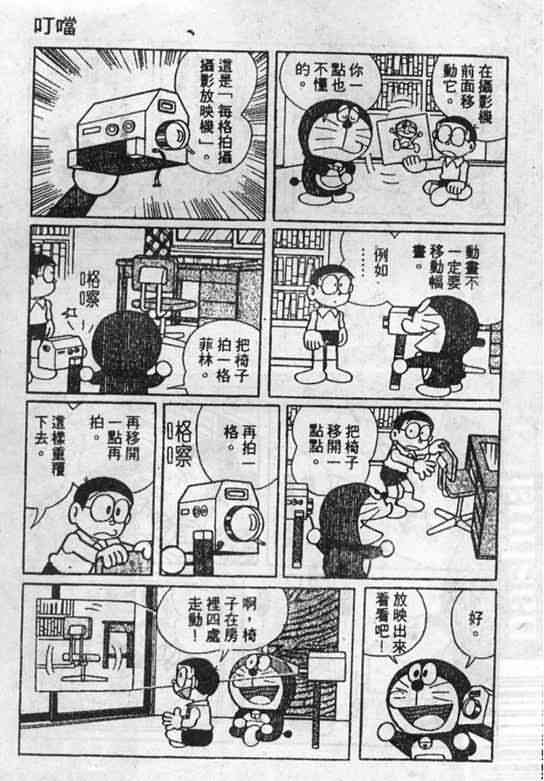 叮噹
在攝影機
前面移
動它。
你一
點也
不懂
的。
這是「每格拍攝
攝影放映機」。
動畫不
一定要
移動幅
畫。
例如
……
把椅子
拍一格
菲林。
格嚓
把椅子
移開一
點點。
再拍一
格。
格嚓
再移開
一點再
拍。
這樣重覆
下去。
好。
放映出來
看看吧！
啊，椅
子在房
裡四處
走動！